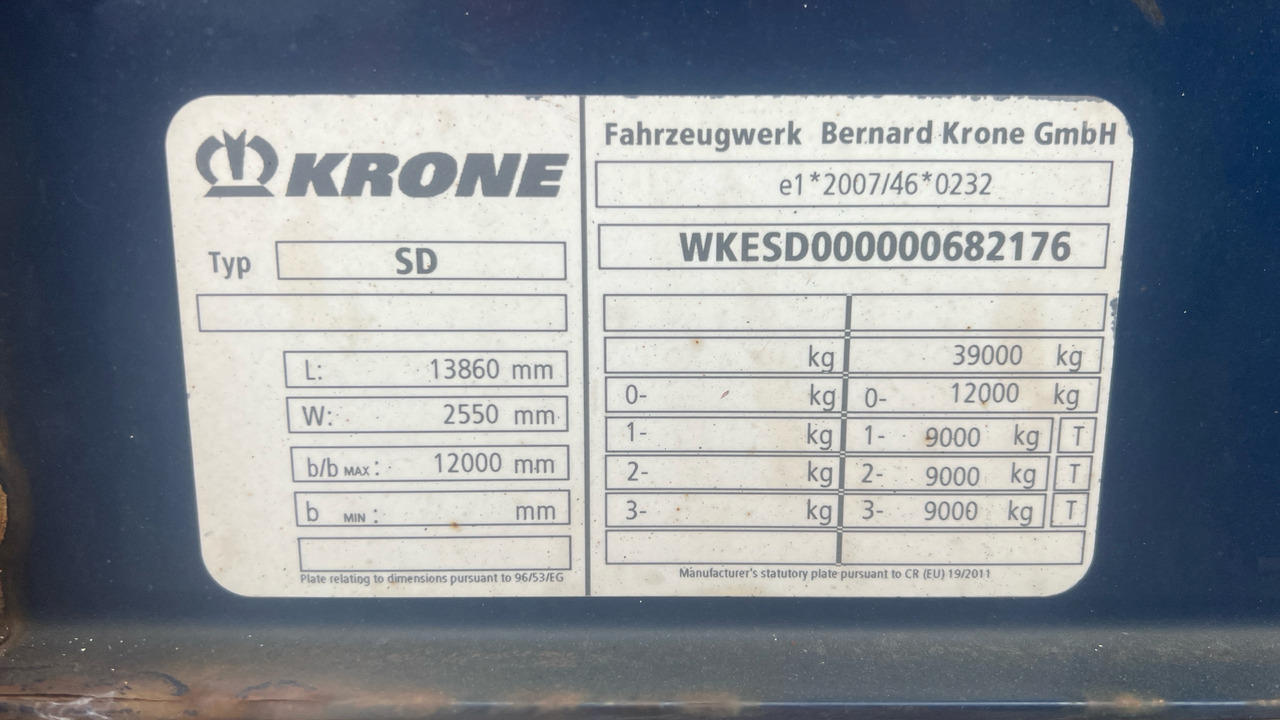 KRONE
Typ SD
L: 13860 mm
W: 2550 mm
b/b MAX: 12000 mm
b MIN: mm
Plate relating to dimensions pursuant to 96/53/EG
Fahrzeugwerk Bernard Krone GmbH
e1*2007/46*0232
WKESD000000682176
kg 39000 kg
0- kg 0- 12000 kg
1- kg 1- 9000 kg T
2- kg 2- 9000 kg T
3- kg 3- 9000 kg T
Manufacturer's statutory plate pursuant to CR (EU) 19/2011